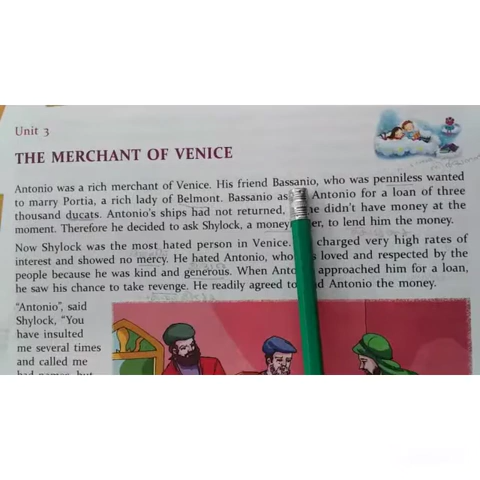 Unit 3
THE MERCHANT OF VENICE
Antonio was a rich merchant of Venice. His friend Bassanio, who was penniless wanted
to marry Portia, a rich lady of Belmont. Bassanio as Antonio for a loan of three
thousand ducats. Antonio's ships had not returned, he didn't have money at the
moment. Therefore he decided to ask Shylock, a money er, to lend him the money.
Now Shylock was the most hated person in Venice. charged very high rates of
interest and showed no mercy. He hated Antonio, who s loved and respected by the
people because he was kind and generous. When Anto approached him for a loan,
he saw his chance to take revenge. He readily agreed to nd Antonio the money.
"Antonio", said
Shylock, "You
have insulted
me several times
and called me